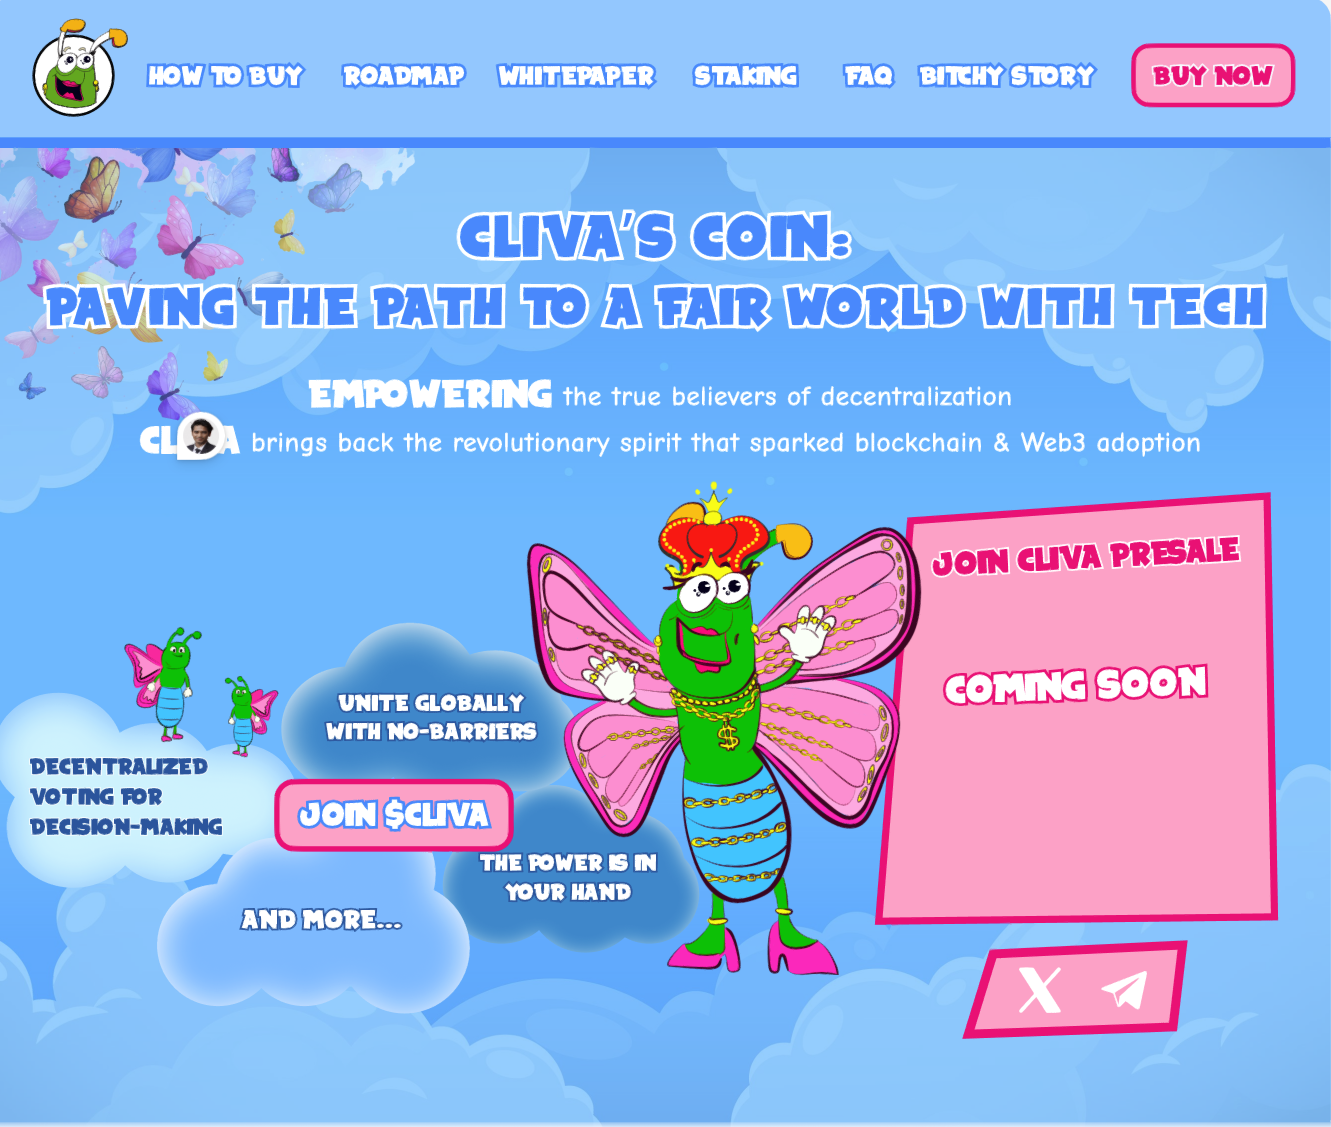 HOW TO BUY
ROADMAP
WHITEPAPER
STAKING
FAQ
BITCHY STORY
BUY NOW
CLIVA'S COIN:
PAVING THE PATH TO A FAIR WORLD WITH TECH
EMPOWERING the true believers of decentralization
brings back the revolutionary spirit that sparked blockchain & Web3 adoption
JOIN CLIVA PRESALE
COMING SOON
UNITE GLOBALLY
WITH NO-BARRIERS
DECENTRALIZED
VOTING FOR
DECISION-MAKING
JOIN $CLIVA
THE POWER IS IN
YOUR HAND
AND MORE...
$
X